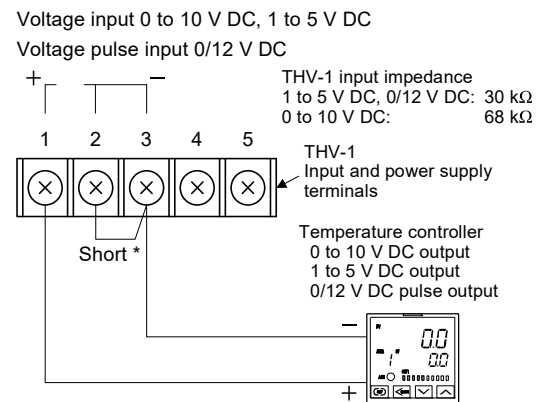 Voltage input 0 to 10 V DC, 1 to 5 V DC
Voltage pulse input 0/12 V DC
+ −
THV-1 input impedance
1 to 5 V DC, 0/12 V DC: 30 kΩ
0 to 10 V DC: 68 kΩ
1 2 3 4 5
THV-1
Input and power supply
terminals
Short *
Temperature controller
0 to 10 V DC output
1 to 5 V DC output
0/12 V DC pulse output
−
0.0
1 0.0
+